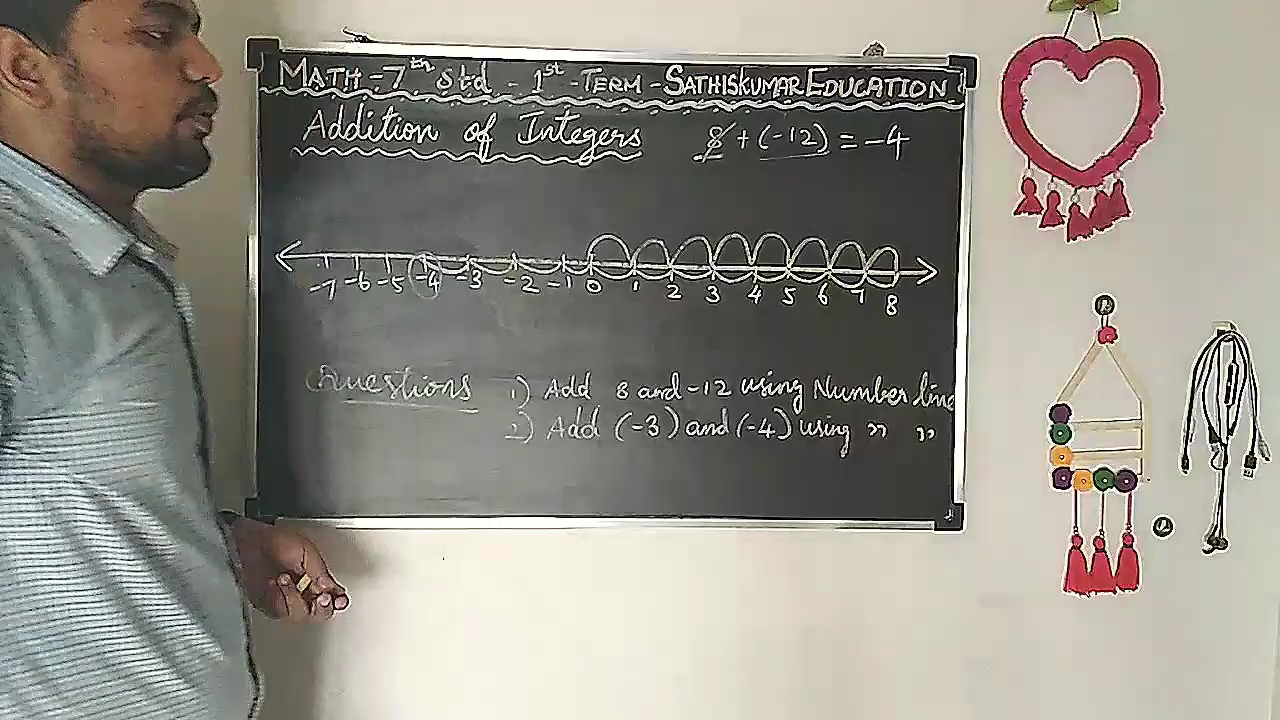 MATH - 7th Std - 1st - TERM - SATHISKUMAR EDUCATION
Addition of Integers 8 + (-12) = -4
-7 -6 -5 -4 -3 -2 -1 0 1 2 3 4 5 6 7 8
Questions 1) Add 8 and -12 using Number line
2) Add (-3) and (-4) using " "